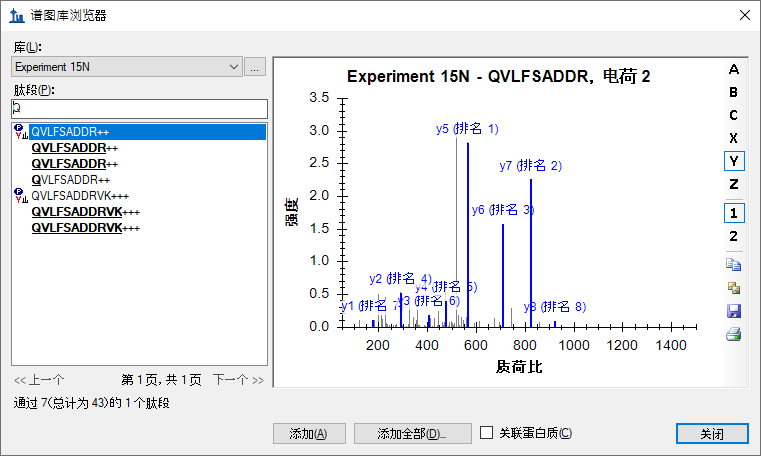 谱图库浏览器
库(L):
Experiment 15N
...
肽段(P):
Q
QVLFSADDR++
QVLFSADDR++
QVLFSADDR++
QVLFSADDR++
QVLFSADDRVK+++
QVLFSADDRVK+++
QVLFSADDRVK+++
<< 上一个
第 1 页, 共 1 页
下一个 >>
通过 7(总计为 43)的 1 个肽段
Experiment 15N - QVLFSADDR, 电荷 2
3.5
3.0
2.5
2.0
1.5
1.0
0.5
0.0
强度
y5 (排名 1)
y7 (排名 2)
y6 (排名 3)
y2 (排名 4)
y4 (排名 5)
y1 (排名 7)
y3 (排名 6)
y8 (排名 8)
200
400
600
800
1000
1200
1400
质荷比
A
B
C
X
Y
Z
1
2
添加(A)
添加全部(D)...
关联蛋白质(C)
关闭